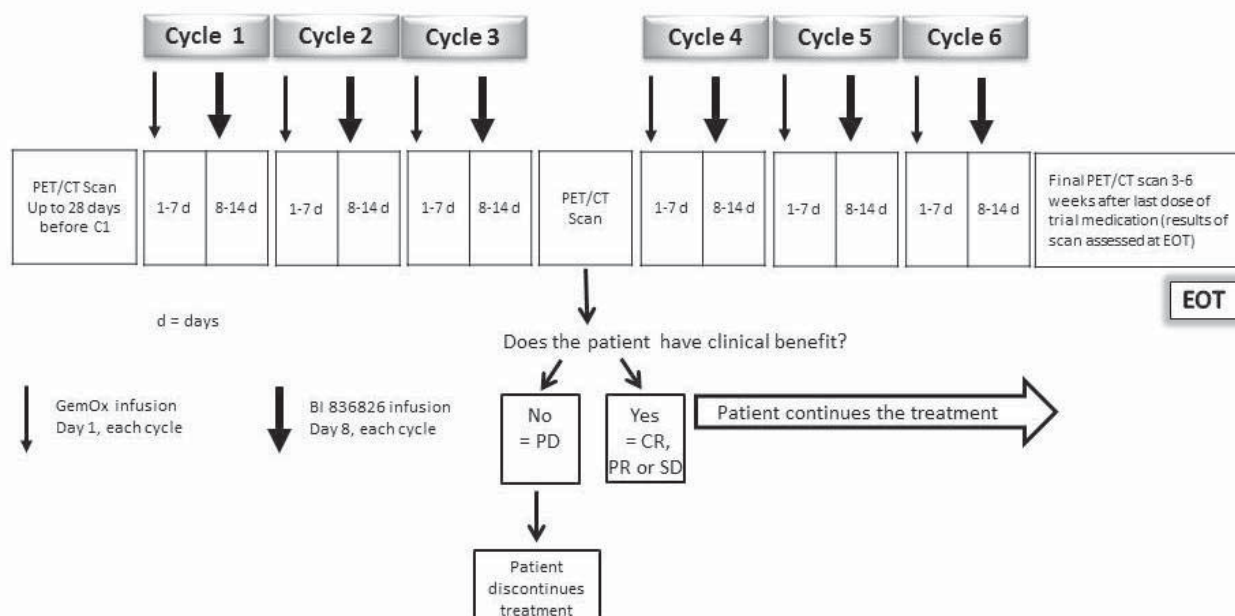 Cycle 1
Cycle 2
Cycle 3
Cycle 4
Cycle 5
Cycle 6
PET/CT Scan
Up to 28 days
before C1
1-7 d
8-14 d
1-7 d
8-14 d
1-7 d
8-14 d
PET/CT
Scan
1-7 d
8-14 d
1-7 d
8-14 d
1-7 d
8-14 d
Final PET/CT scan 3-6
weeks after last dose of
trial medication (results of
scan assessed at EOT)
EOT
d = days
Does the patient have clinical benefit?
GemOx infusion
Day 1, each cycle
BI 836826 infusion
Day 8, each cycle
No
= PD
Yes
= CR,
PR or SD
Patient continues the treatment
Patient
discontinues
treatment